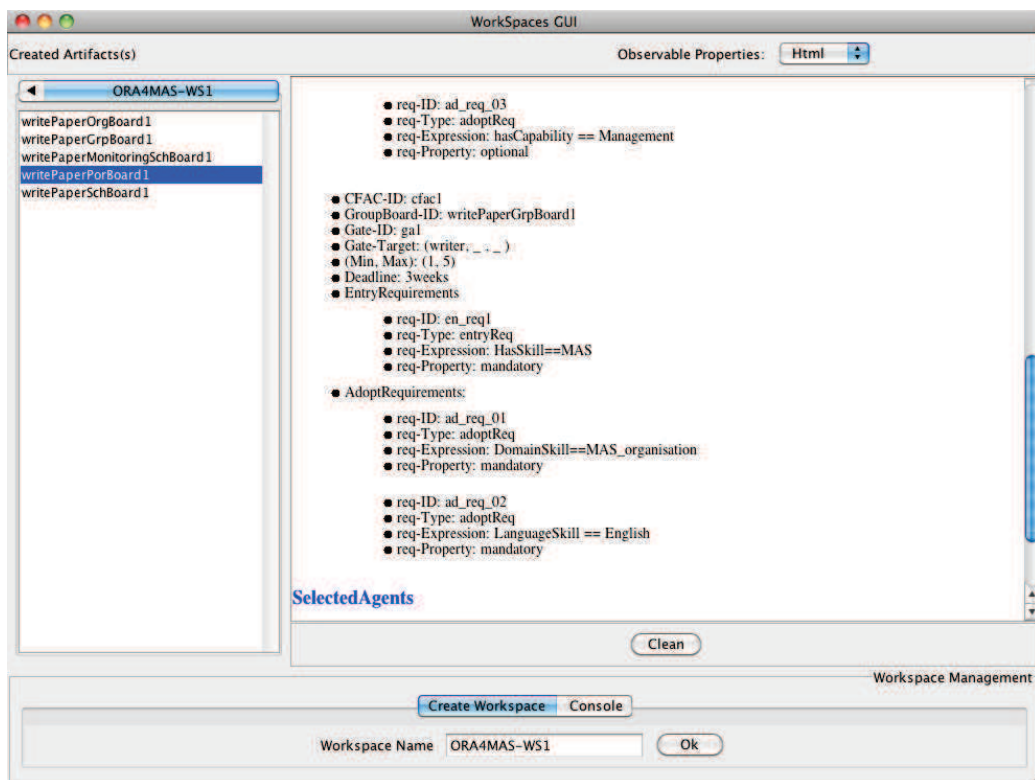 WorkSpaces GUI
Created Artifacts(s)
Observable Properties: Html
ORA4MAS-WS1
writePaperOrgBoard1
writePaperGrpBoard1
writePaperMonitoringSchBoard1
writePaperPorBoard1
writePaperSchBoard1
req-ID: ad_req_03
req-Type: adoptReq
req-Expression: hasCapability == Management
req-Property: optional
CFAC-ID: cfac1
GroupBoard-ID: writePaperGrpBoard1
Gate-ID: ga1
Gate-Target: (writer, _ , _ )
(Min, Max): (1, 5)
Deadline: 3weeks
EntryRequirements
req-ID: en_req1
req-Type: entryReq
req-Expression: HasSkill==MAS
req-Property: mandatory
AdoptRequirements:
req-ID: ad_req_01
req-Type: adoptReq
req-Expression: DomainSkill==MAS_organisation
req-Property: mandatory
req-ID: ad_req_02
req-Type: adoptReq
req-Expression: LanguageSkill == English
req-Property: mandatory
SelectedAgents
Clean
Workspace Management
Create Workspace Console
Workspace Name ORA4MAS-WS1 Ok